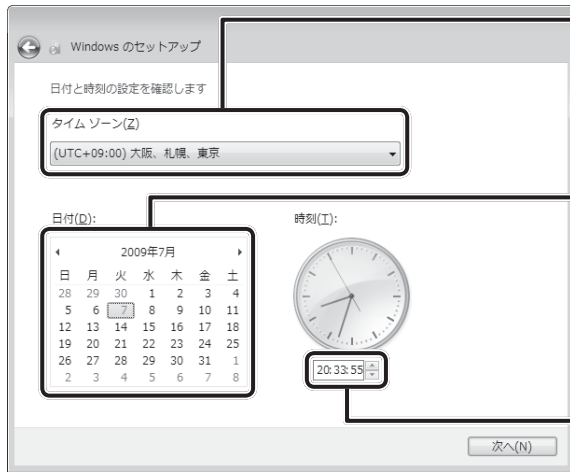 Windows のセットアップ
日付と時刻の設定を確認します
タイム ゾーン(Z)
(UTC+09:00) 大阪、札幌、東京
日付(D):
時刻(T):
2009年7月
日 月 火 水 木 金 土
28 29 30 1 2 3 4
5 6 7 8 9 10 11
12 13 14 15 16 17 18
19 20 21 22 23 24 25
26 27 28 29 30 31 1
2 3 4 5 6 7 8
20:33:55
次へ(N)